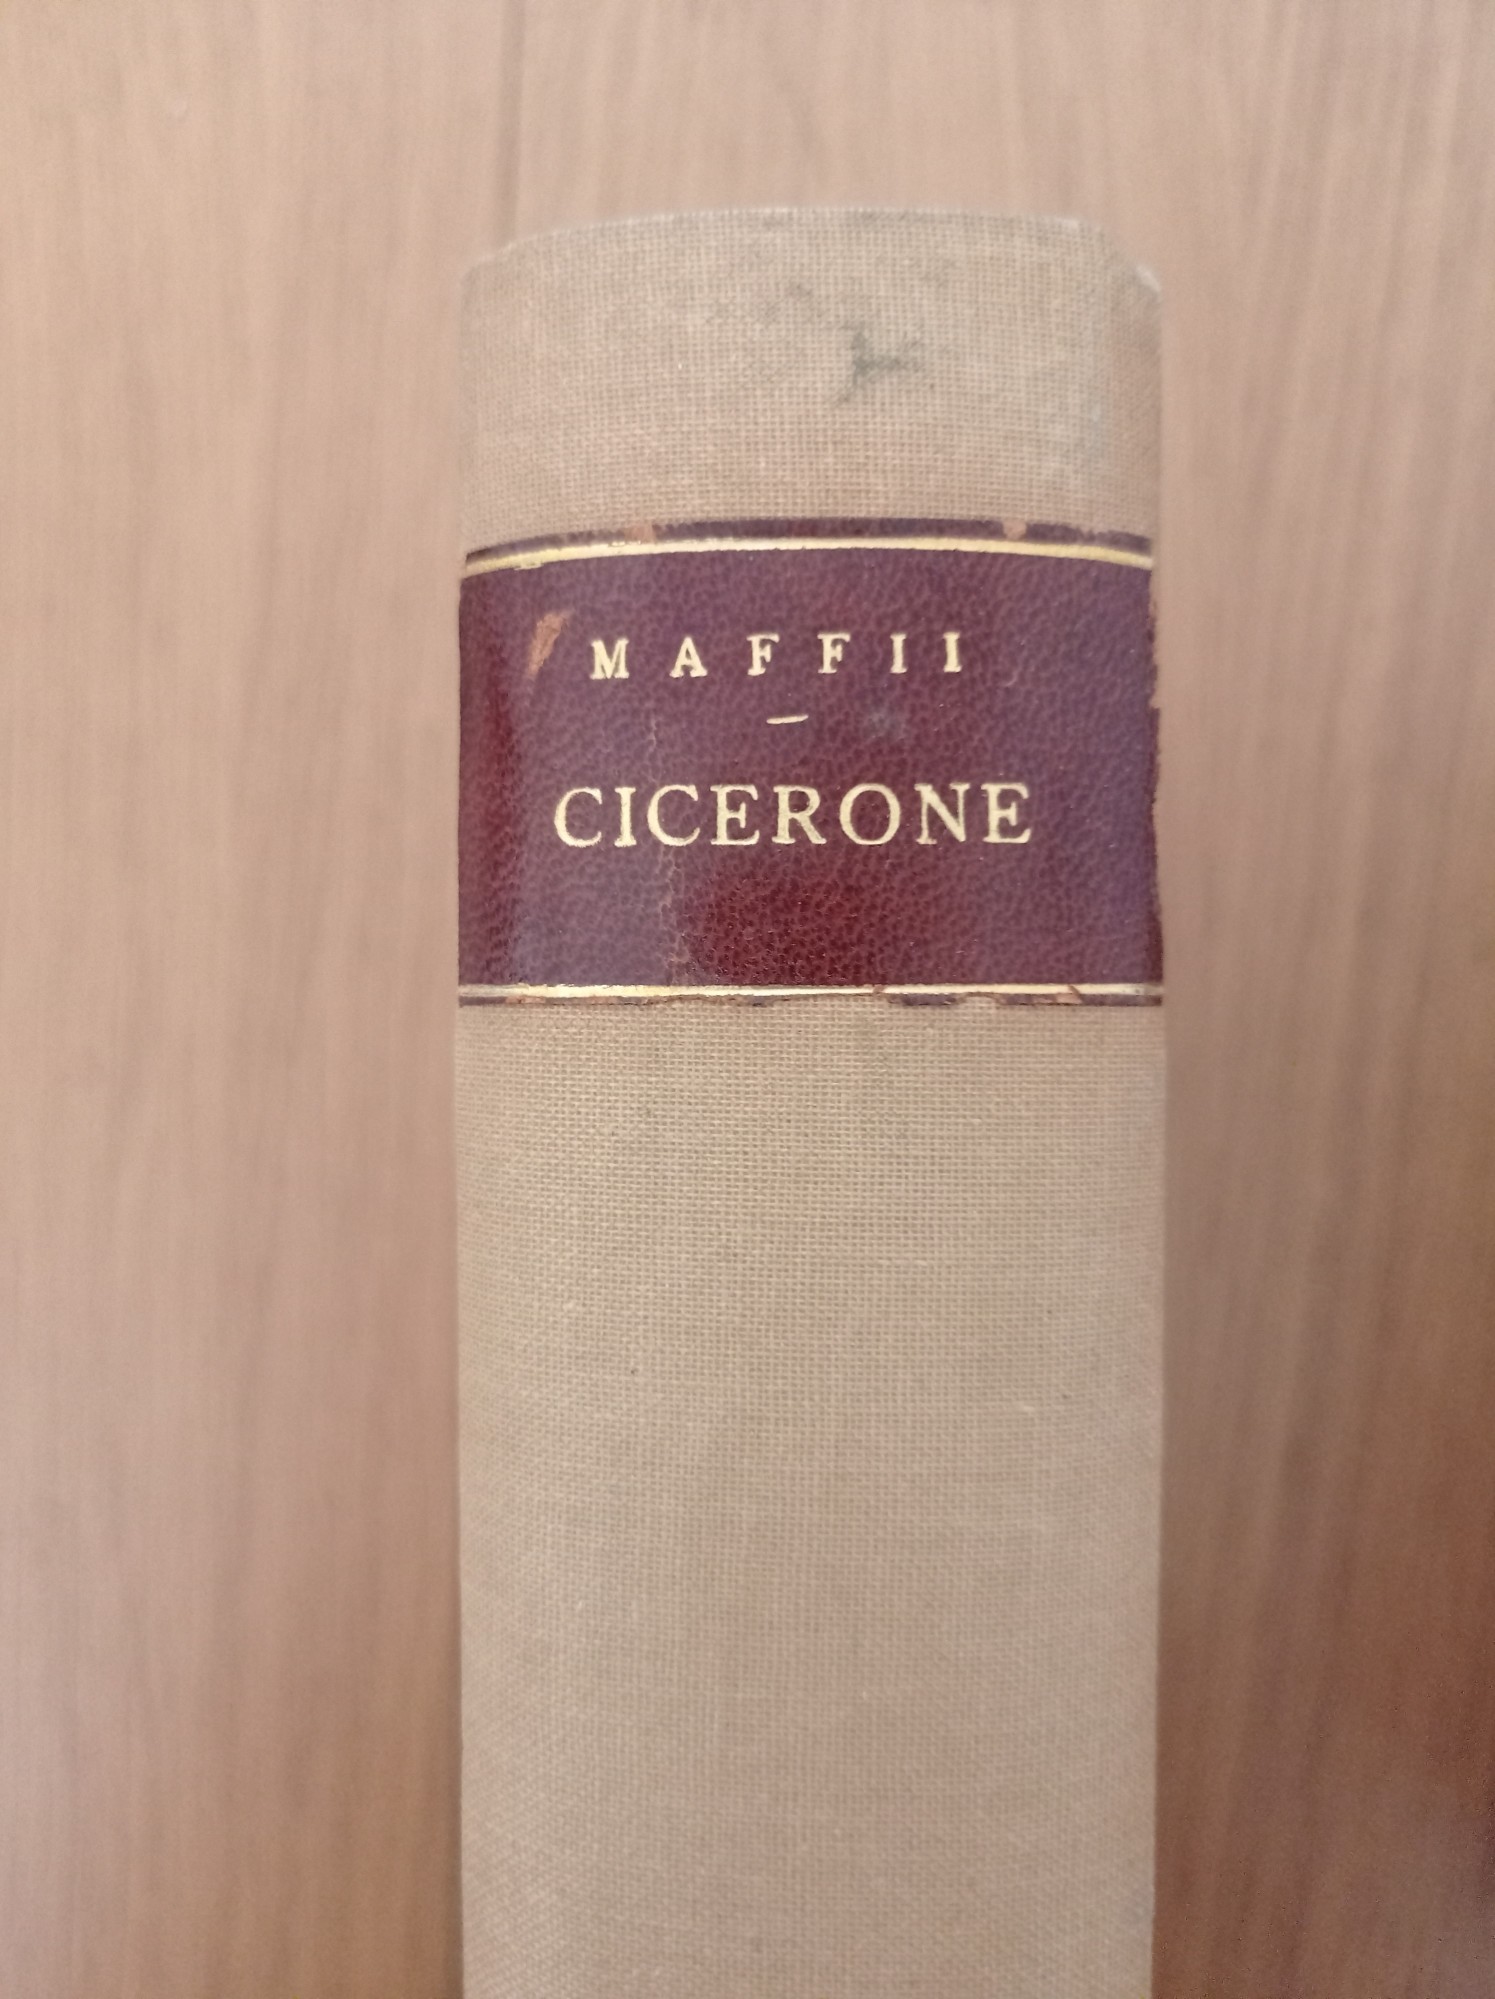 MAFFII
—
CICERONE